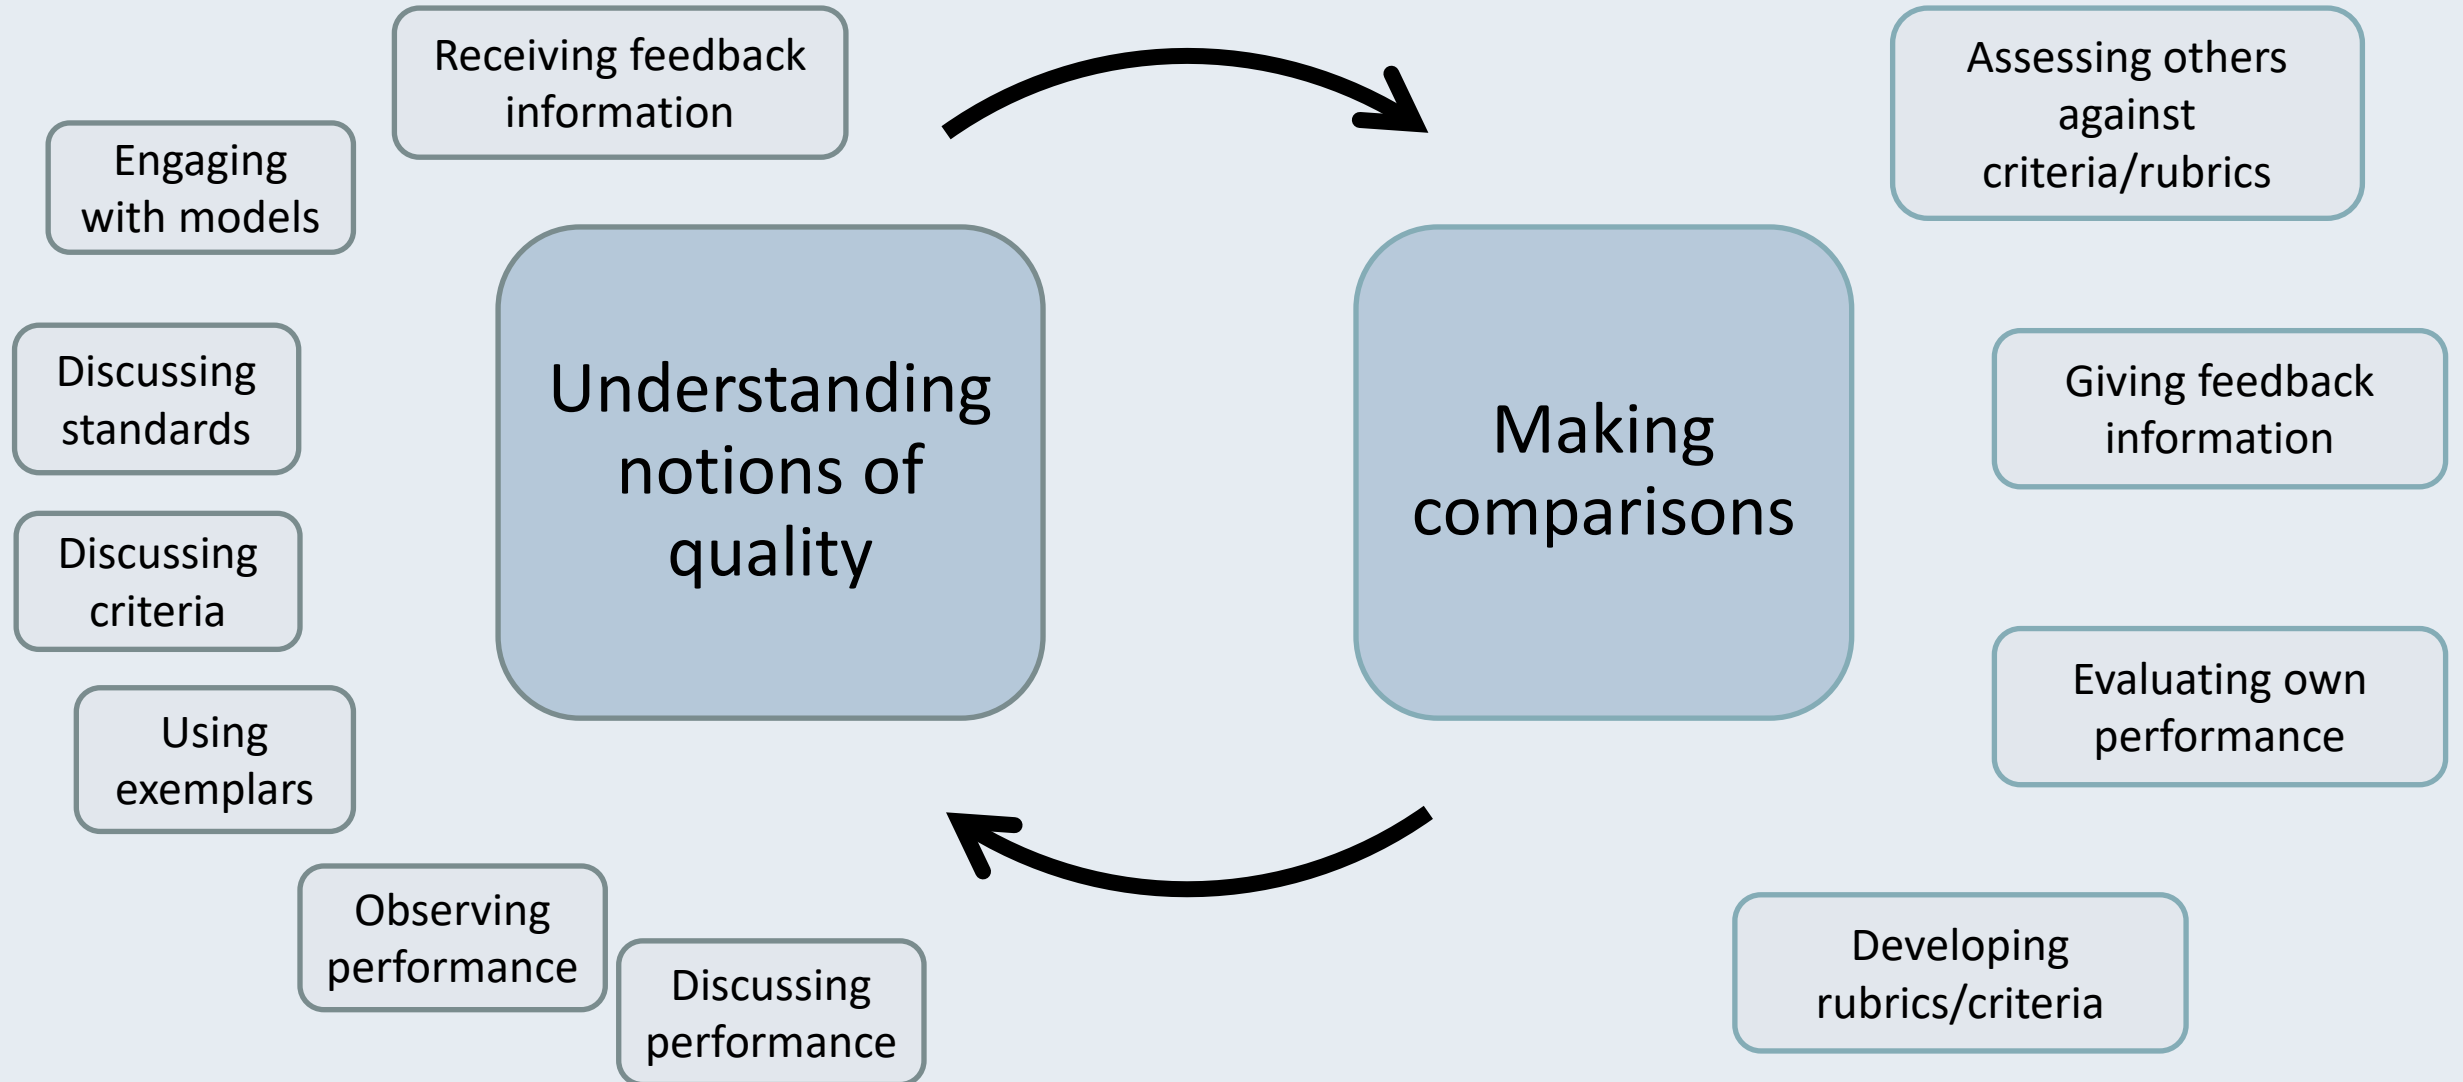 Receiving feedback
information
Engaging
with models
Discussing
standards
Discussing
criteria
Using
exemplars
Observing
performance
Discussing
performance
Understanding
notions of
quality
Making
comparisons
Assessing others
against
criteria/rubrics
Giving feedback
information
Evaluating own
performance
Developing
rubrics/criteria